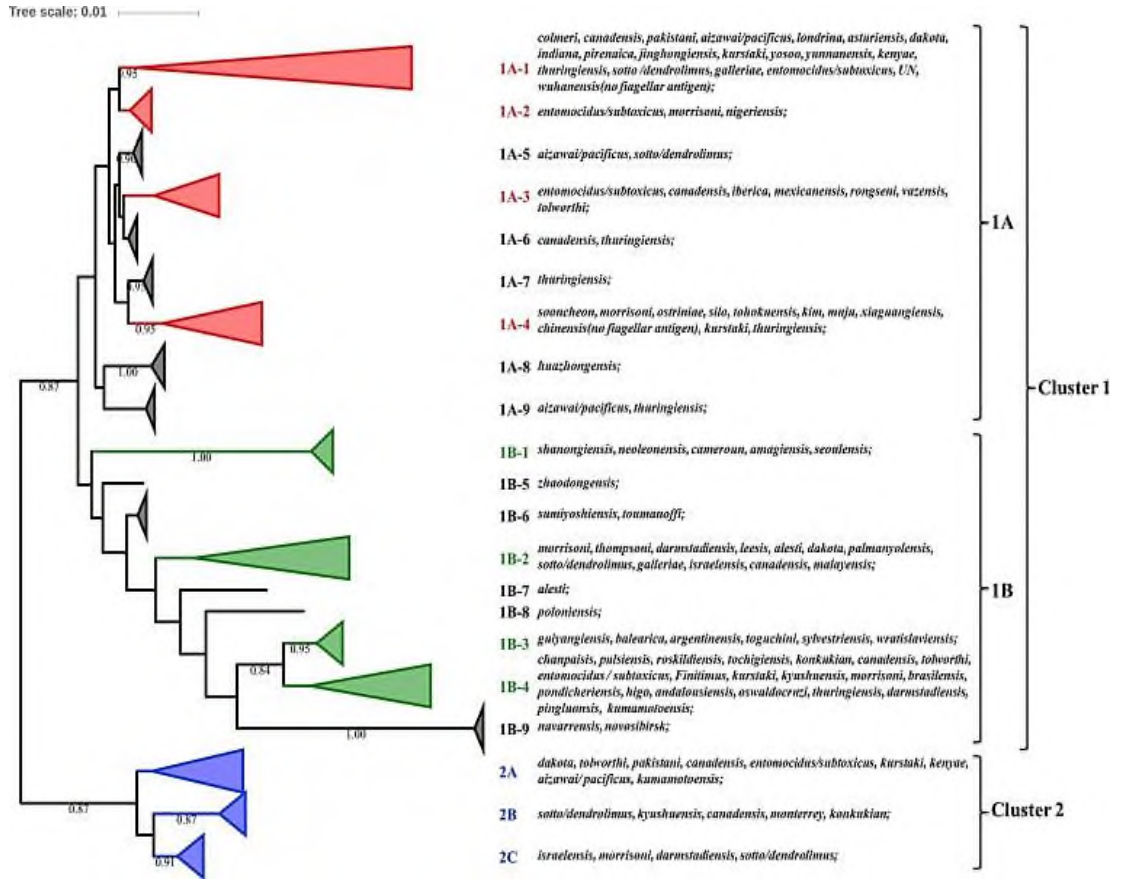 Tree scale: 0.01
colmeri, canadensis, pakistani, aizawai/pacificus, londrina, asturiensis, dakota,
indiana, pirenaica, jinghongiensis, kurstaki, yosoo, yunnanensis, kenyae,
1A-1 thuringiensis, sotto /dendrolimus, galleriae, entomocidus/subtoxicus, UN,
wuhanensis(no fiagellar antigen);
0.95
1A-2 entomocidus/subtoxicus, morrisoni, nigeriensis;
1A-5 aizawai/pacificus, sotto/dendrolimus;
1A-3 entomocidus/subtoxicus, canadensis, iberica, mexicanensis, rongseni, vazensis,
tolworthi;
1A
1A-6 canadensis, thuringiensis;
1A-7 thuringiensis;
sooncheon, morrisoni, ostriniae, silo, tohokuensis, kim, muju, xiaguangiensis,
1A-4 chinensis(no fiagellar antigen), kurstaki, thuringiensis;
0.95
1A-8 huazhongensis;
1.00
0.87
Cluster 1
1A-9 aizawai/pacificus, thuringiensis;
1B-1 shanongiensis, neoleonensis, cameroun, amagiensis, seoulensis;
1.00
1B-5 zhaodongensis;
1B-6 sumiyoshiensis, toumanoffi;
1B-2 morrisoni, thompsoni, darmstadiensis, leesis, alesti, dakota, palmanyolensis,
sotto/dendrolimus, galleriae, israelensis, canadensis, malayensis;
1B-7 alesti;
1B
1B-8 poloniensis;
1B-3 guiyangiensis, balearica, argentinensis, toguchini, sylvestriensis, wratislaviensis;
0.95
0.84
chanpaisis, pulsiensis, roskildiensis, tochigiensis, konkukian, canadensis, tolworthi,
entomocidus / subtoxicus, Finitimus, kurstaki, kyushuensis, morrisoni, brasilensis,
1B-4 pondicheriensis, higo, andalousiensis, oswaldocruzi, thuringiensis, darmstadiensis,
pingluonsis, kumamotoensis;
1B-9 navarrensis, novosibirsk;
1.00
2A dakota, tolworthi, pakistani, canadensis, entomocidus/subtoxicus, kurstaki, kenyae,
aizawai/pacificus, kumamotoensis;
0.87
Cluster 2
2B sotto/dendrolimus, kyushuensis, canadensis, monterrey, konkukian;
0.87
2C israelensis, morrisoni, darmstadiensis, sotto/dendrolimus;
0.91